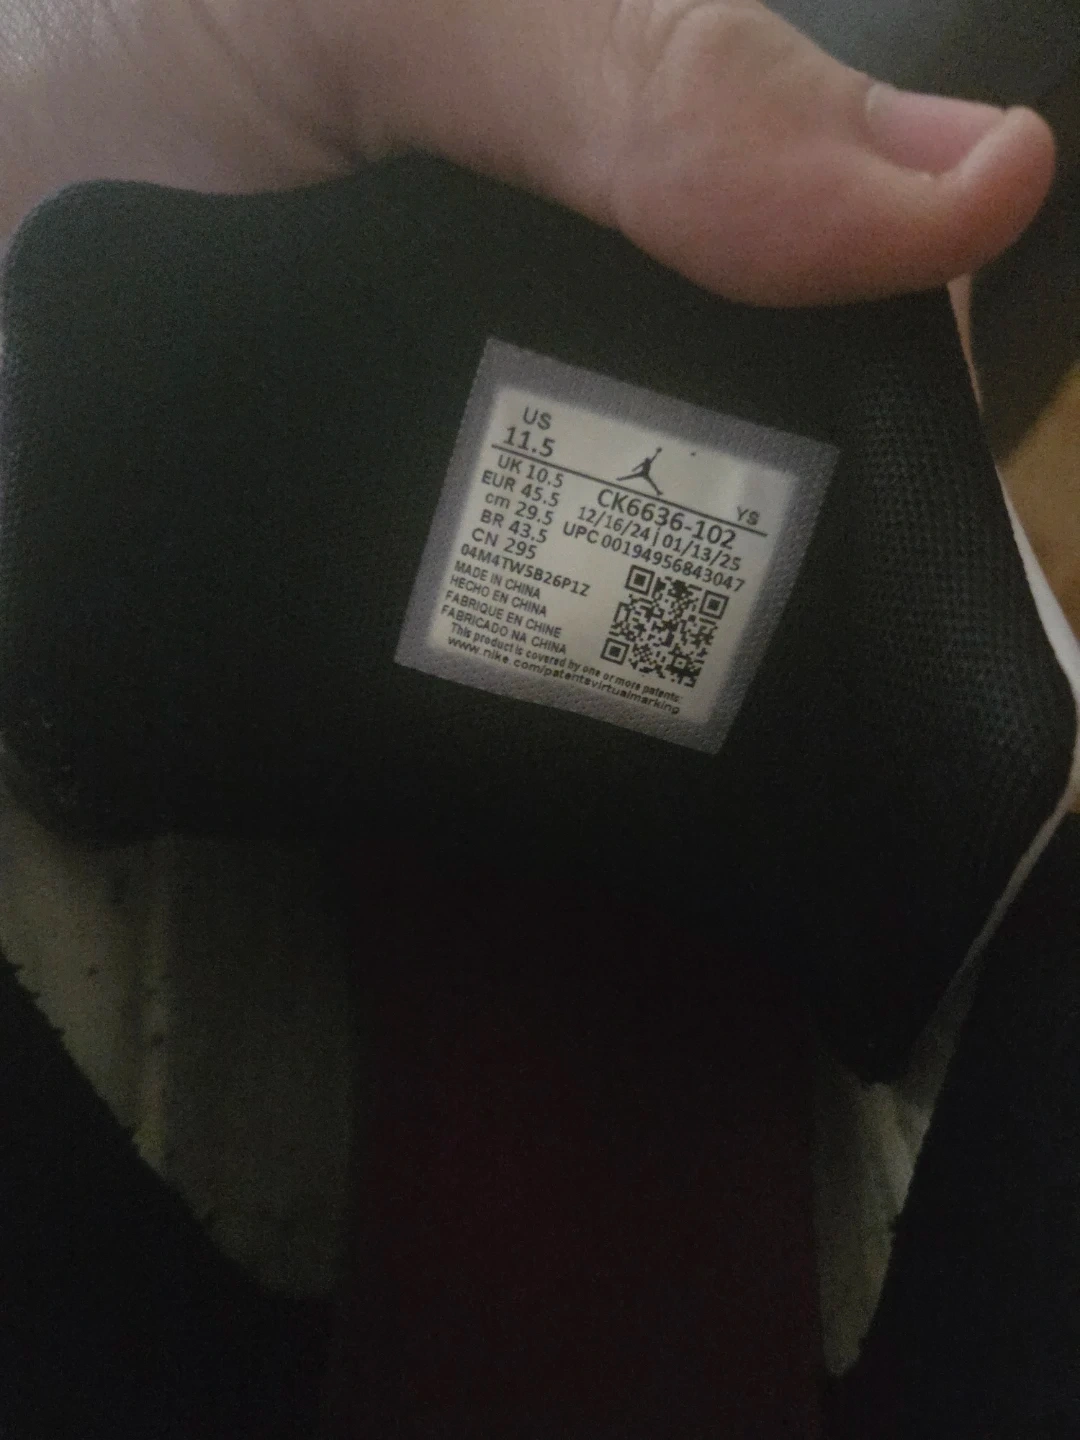 US
11.5
YS
UK 10.5
EUR 45.5
cm 29.5
BR 43.5
CN 295
CK6636-102
12/16/24 | 01/13/25
UPC 00194956843047
04M4TW5B26P1Z
MADE IN CHINA
HECHO EN CHINA
FABRIQUE EN CHINE
FABRICADO NA CHINA
This product is covered by one or more patents:
www.nike.com/patentsvirtualmarking